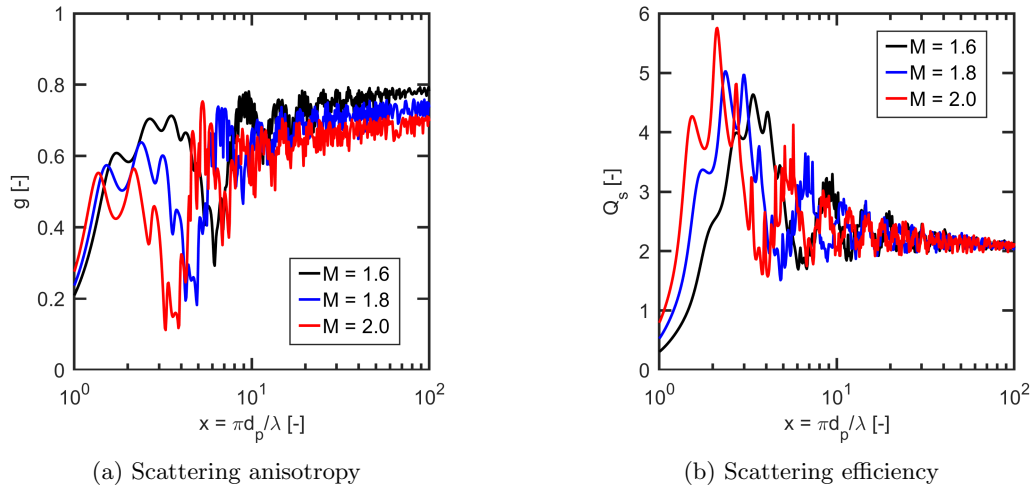 1
0.8
0.6
0.4
0.2
0
g [-]
M = 1.6
M = 1.8
M = 2.0
10^0
10^1
10^2
x = πd_p/λ [-]
(a) Scattering anisotropy
6
5
4
3
2
1
0
Q_s [-]
M = 1.6
M = 1.8
M = 2.0
10^0
10^1
10^2
x = πd_p/λ [-]
(b) Scattering efficiency